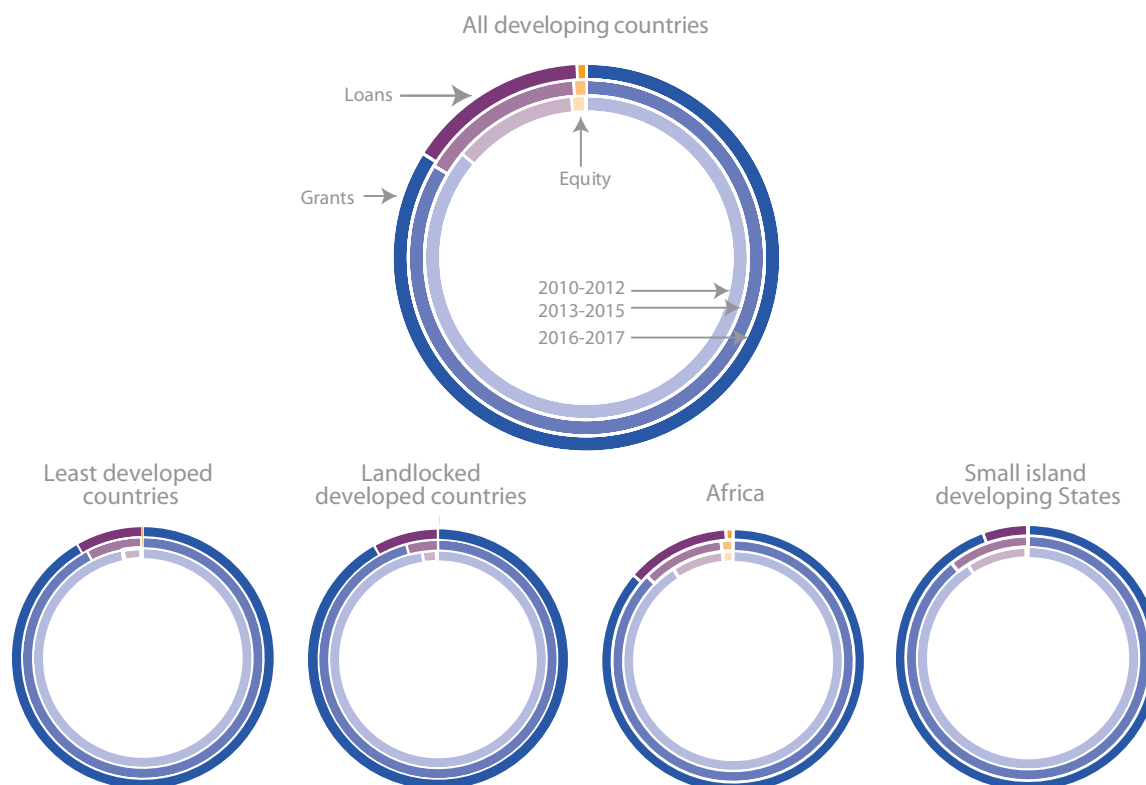 All developing countries
Loans
Grants
Equity
2010-2012
2013-2015
2016-2017
Least developed
countries
Landlocked
developed countries
Africa
Small island
developing States